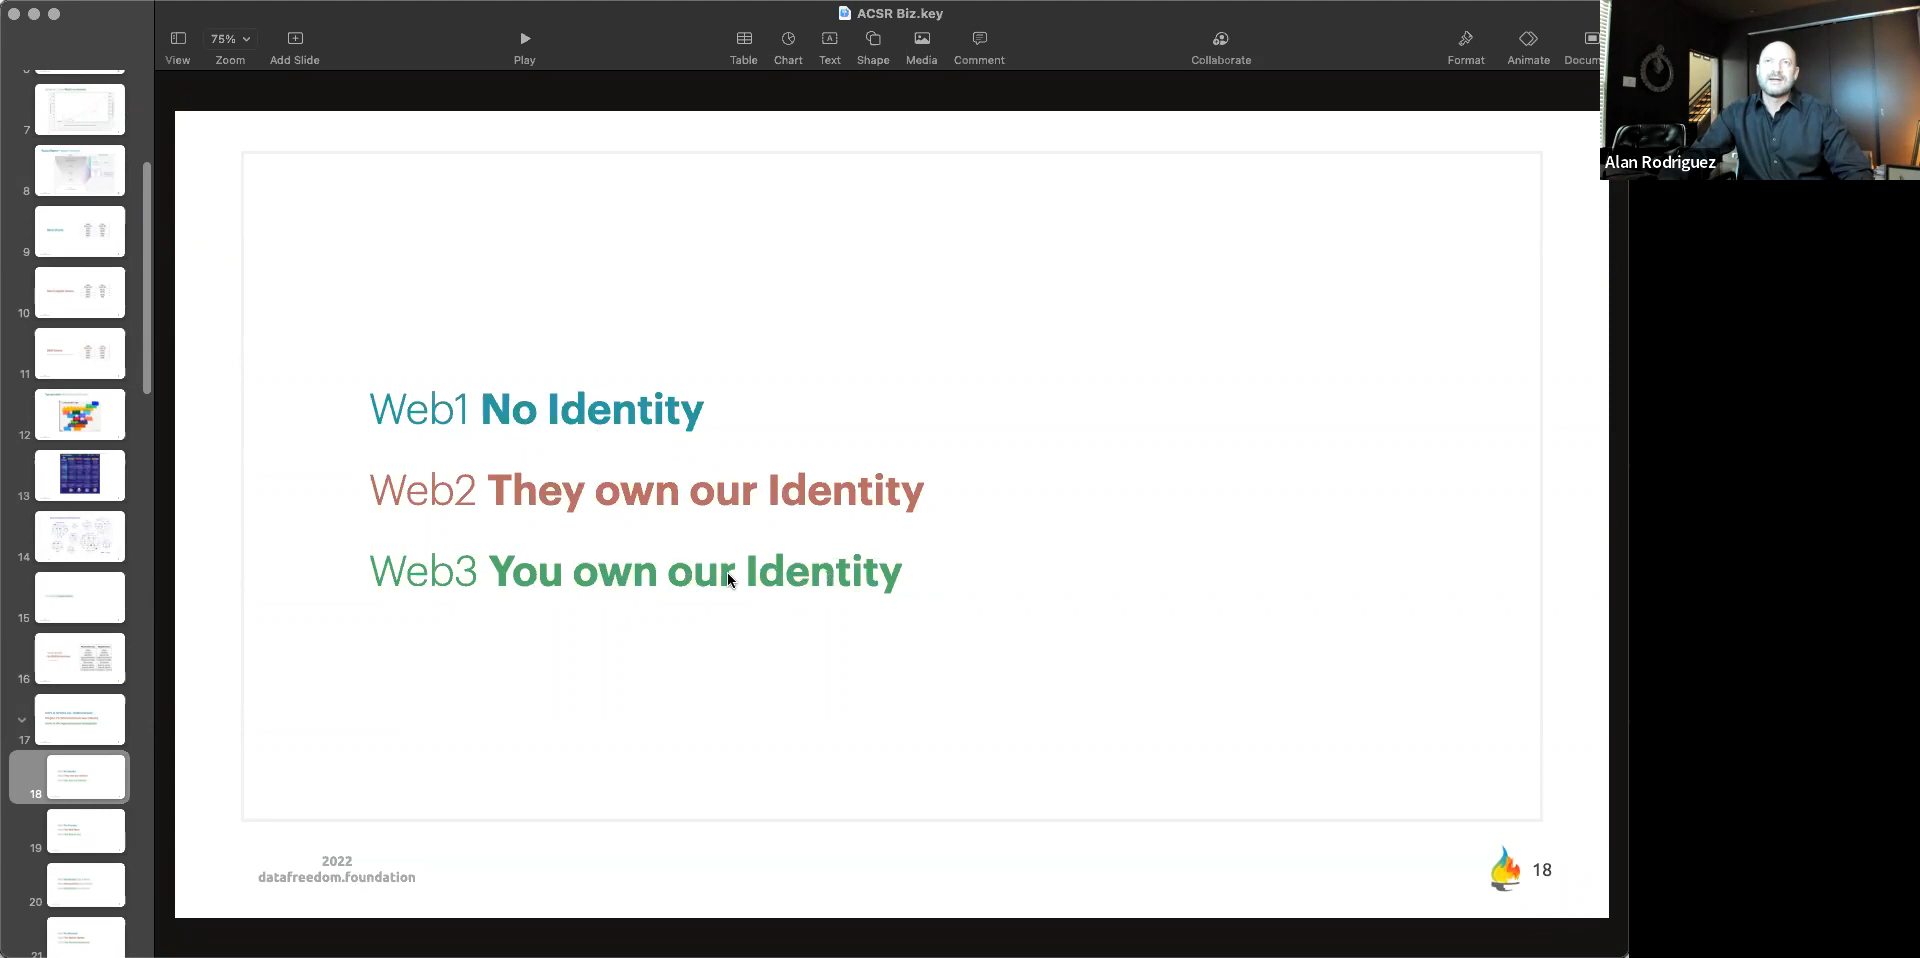 ACSR Biz.key
75%
View
Zoom
Add Slide
Play
Table
Chart
Text
Shape
Media
Comment
Collaborate
Format
Animate
Docum
Alan Rodriguez
7
8
9
10
11
12
13
14
15
16
17
18
19
20
21
Web1 No Identity
Web2 They own our Identity
Web3 You own our Identity
2022
datafreedom.foundation
18